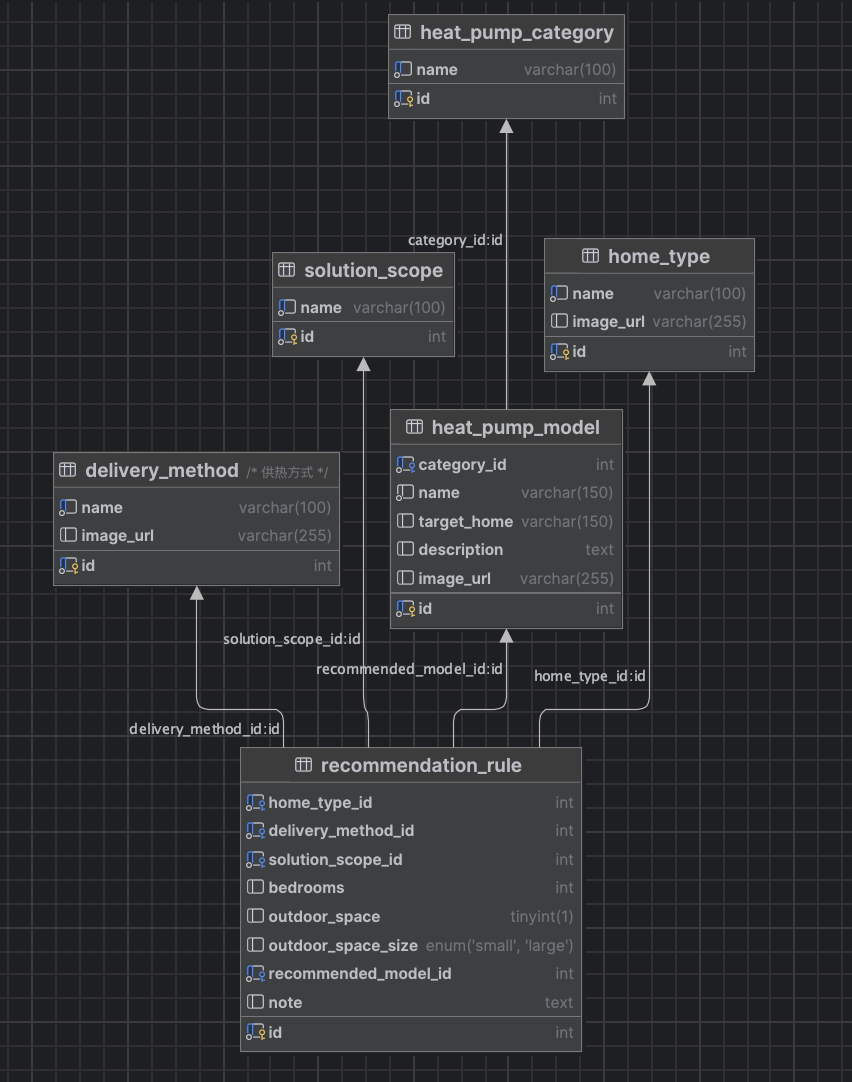 heat_pump_category
name varchar(100)
id int
category_id:id
solution_scope
name varchar(100)
id int
home_type
name varchar(100)
image_url varchar(255)
id int
heat_pump_model
category_id int
name varchar(150)
target_home varchar(150)
description text
image_url varchar(255)
id int
delivery_method /* 供热方式 */
name varchar(100)
image_url varchar(255)
id int
solution_scope_id:id
recommended_model_id:id
home_type_id:id
delivery_method_id:id
recommendation_rule
home_type_id int
delivery_method_id int
solution_scope_id int
bedrooms int
outdoor_space tinyint(1)
outdoor_space_size enum('small', 'large')
recommended_model_id int
note text
id int